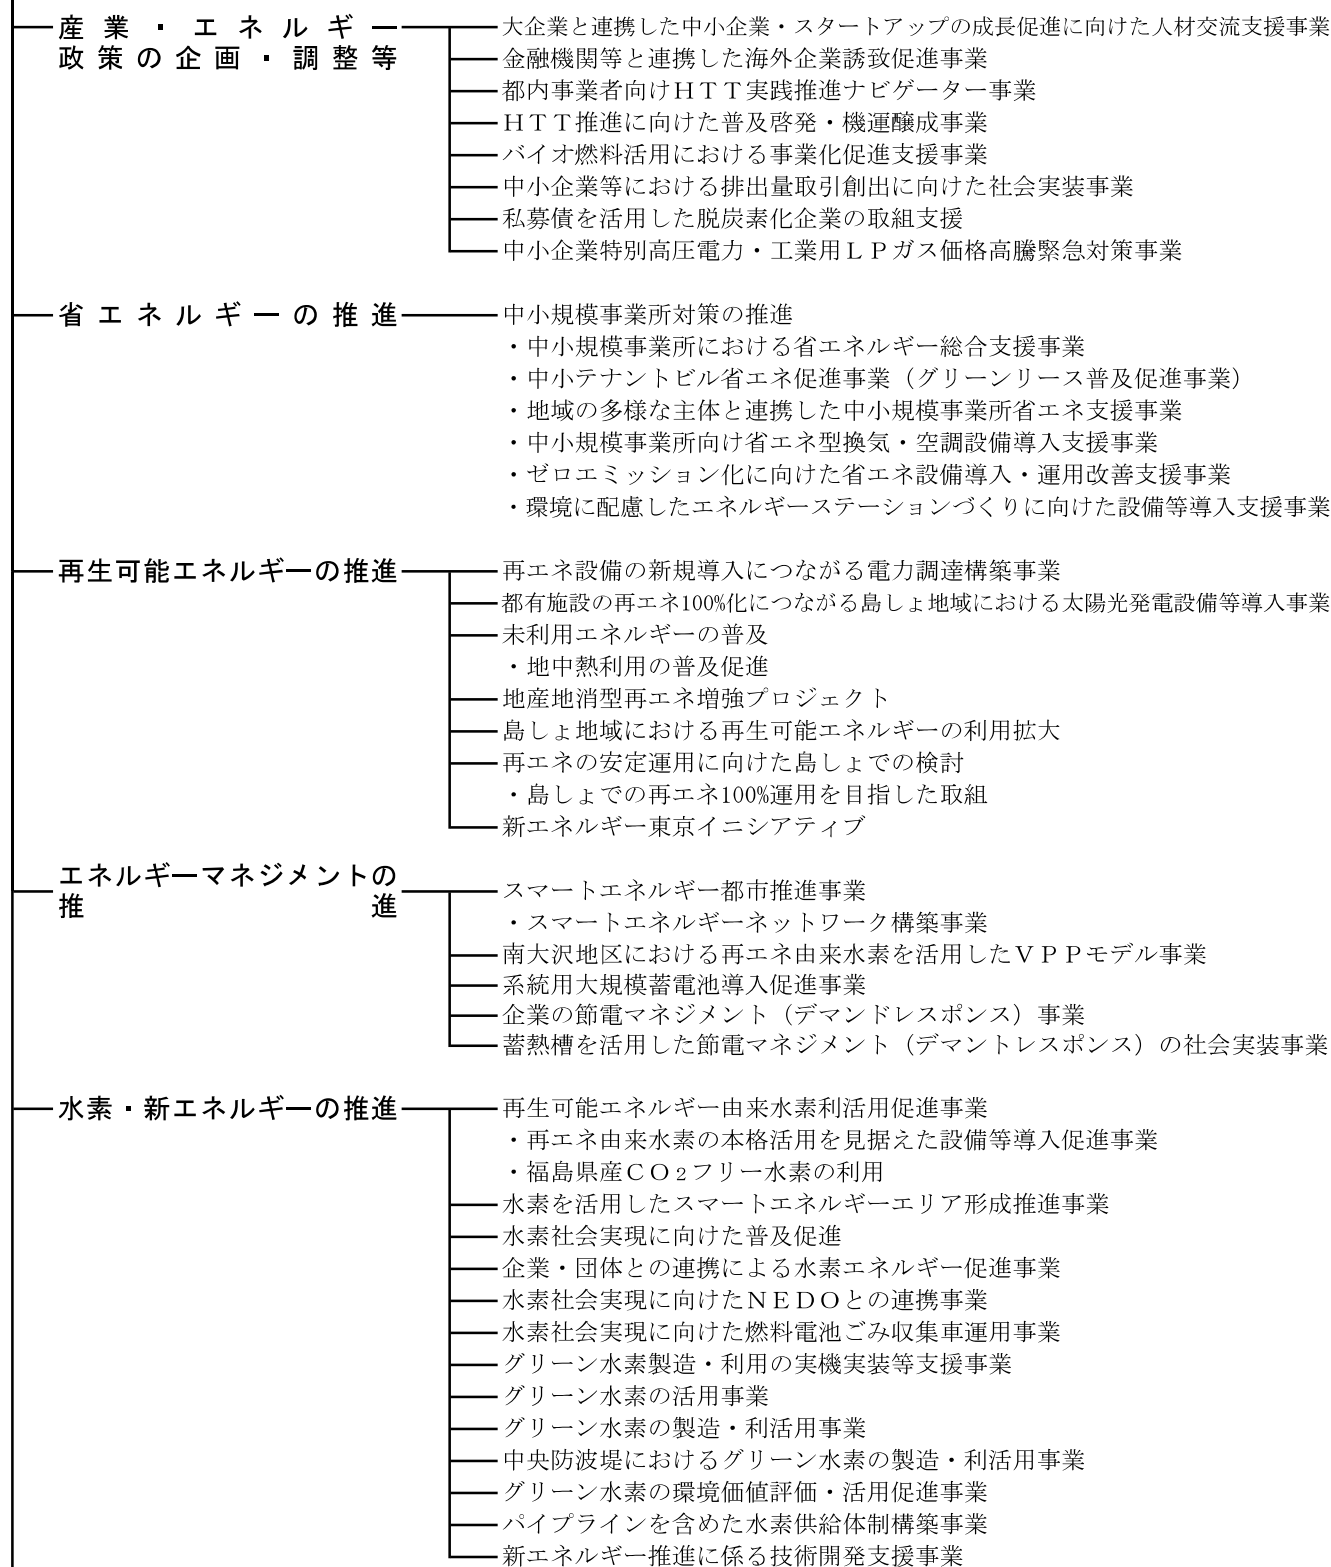 産業・エネルギー
政策の企画・調整等
大企業と連携した中小企業・スタートアップの成長促進に向けた人材交流支援事業
金融機関等と連携した海外企業誘致促進事業
都内事業者向けＨＴＴ実践推進ナビゲーター事業
ＨＴＴ推進に向けた普及啓発・機運醸成事業
バイオ燃料活用における事業化促進支援事業
中小企業等における排出量取引創出に向けた社会実装事業
私募債を活用した脱炭素化企業の取組支援
中小企業特別高圧電力・工業用ＬＰガス価格高騰緊急対策事業
省エネルギーの推進
中小規模事業所対策の推進
・中小規模事業所における省エネルギー総合支援事業
・中小テナントビル省エネ促進事業（グリーンリース普及促進事業）
・地域の多様な主体と連携した中小規模事業所省エネ支援事業
・中小規模事業所向け省エネ型換気・空調設備導入支援事業
・ゼロエミッション化に向けた省エネ設備導入・運用改善支援事業
・環境に配慮したエネルギーステーションづくりに向けた設備等導入支援事業
再生可能エネルギーの推進
再エネ設備の新規導入につながる電力調達構築事業
都有施設の再エネ100%化につながる島しょ地域における太陽光発電設備等導入事業
未利用エネルギーの普及
・地中熱利用の普及促進
地産地消型再エネ増強プロジェクト
島しょ地域における再生可能エネルギーの利用拡大
再エネの安定運用に向けた島しょでの検討
・島しょでの再エネ100%運用を目指した取組
新エネルギー東京イニシアティブ
エネルギーマネジメントの
推進
スマートエネルギー都市推進事業
・スマートエネルギーネットワーク構築事業
南大沢地区における再エネ由来水素を活用したＶＰＰモデル事業
系統用大規模蓄電池導入促進事業
企業の節電マネジメント（デマンドレスポンス）事業
蓄熱槽を活用した節電マネジメント（デマントレスポンス）の社会実装事業
水素・新エネルギーの推進
再生可能エネルギー由来水素利活用促進事業
・再エネ由来水素の本格活用を見据えた設備等導入促進事業
・福島県産ＣＯ₂フリー水素の利用
水素を活用したスマートエネルギーエリア形成推進事業
水素社会実現に向けた普及促進
企業・団体との連携による水素エネルギー促進事業
水素社会実現に向けたＮＥＤＯとの連携事業
水素社会実現に向けた燃料電池ごみ収集車運用事業
グリーン水素製造・利用の実機実装等支援事業
グリーン水素の活用事業
グリーン水素の製造・利活用事業
中央防波堤におけるグリーン水素の製造・利活用事業
グリーン水素の環境価値評価・活用促進事業
パイプラインを含めた水素供給体制構築事業
新エネルギー推進に係る技術開発支援事業